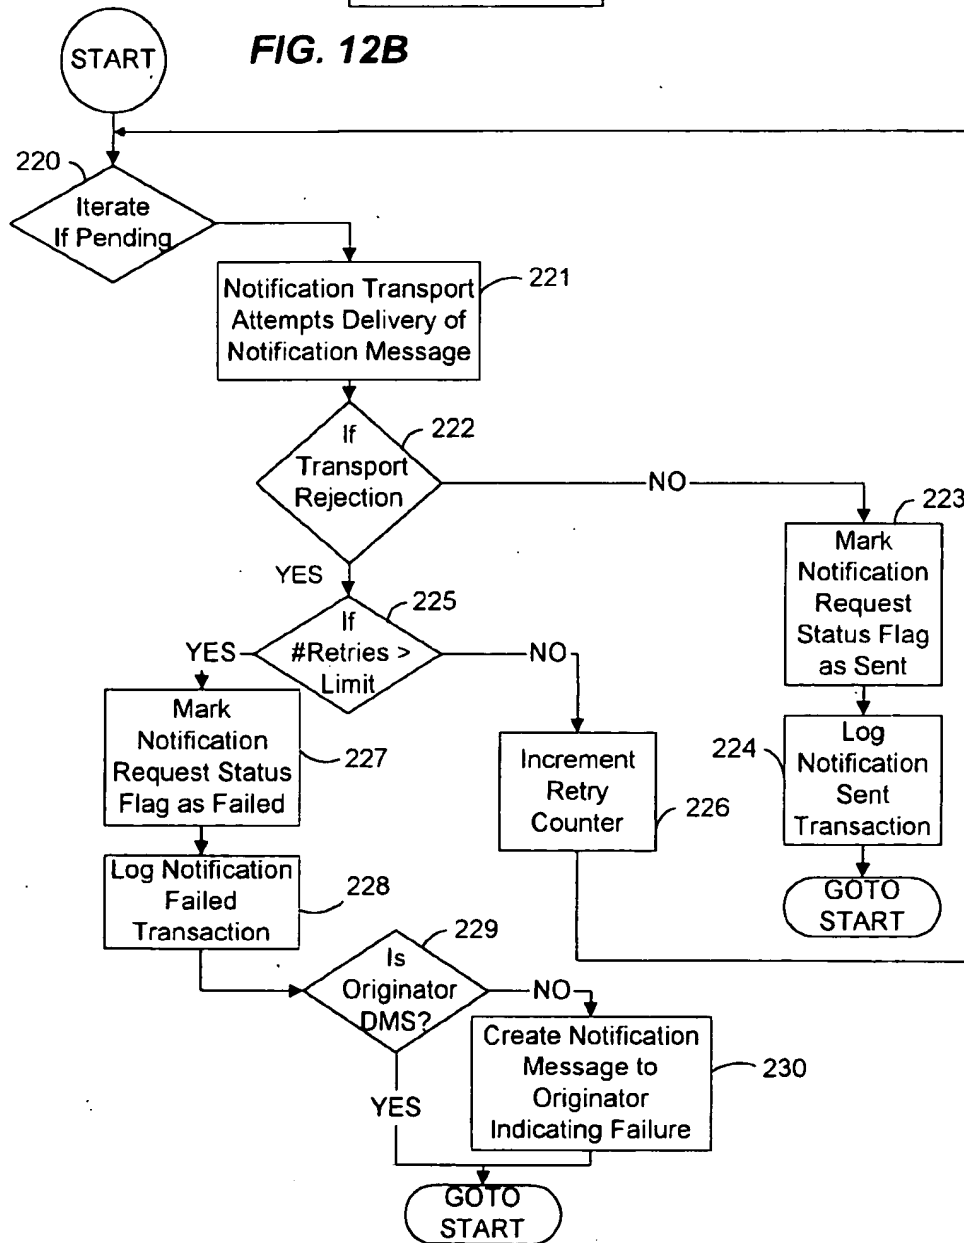 START
FIG. 12B
220
Iterate
If Pending
Notification Transport
Attempts Delivery of
Notification Message
221
If
Transport
Rejection
222
NO
YES
223
Mark
Notification
Request
Status Flag
as Sent
If
#Retries >
Limit
225
YES
NO
Mark
Notification
Request Status
Flag as Failed
227
Increment
Retry
Counter
226
224
Log
Notification
Sent
Transaction
GOTO
START
Log Notification
Failed
Transaction
228
Is
Originator
DMS?
229
NO
YES
Create Notification
Message to
Originator
Indicating Failure
230
GOTO
START